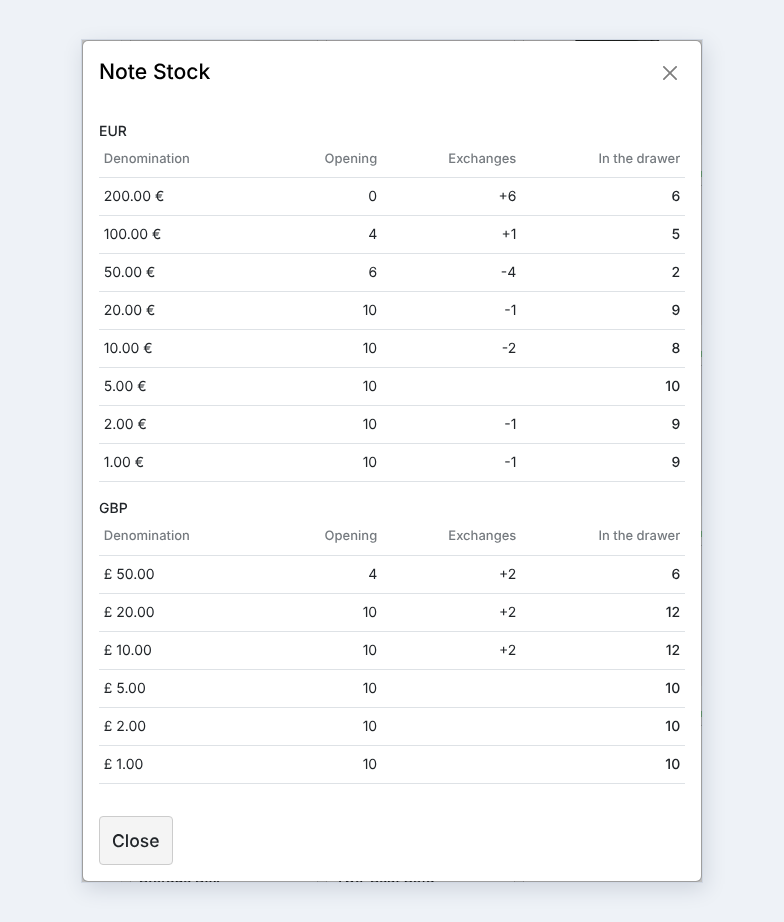 Note Stock
EUR
Denomination Opening Exchanges In the drawer
200.00 € 0 +6 6
100.00 € 4 +1 5
50.00 € 6 -4 2
20.00 € 10 -1 9
10.00 € 10 -2 8
5.00 € 10 10
2.00 € 10 -1 9
1.00 € 10 -1 9
GBP
Denomination Opening Exchanges In the drawer
£ 50.00 4 +2 6
£ 20.00 10 +2 12
£ 10.00 10 +2 12
£ 5.00 10 10
£ 2.00 10 10
£ 1.00 10 10
Close